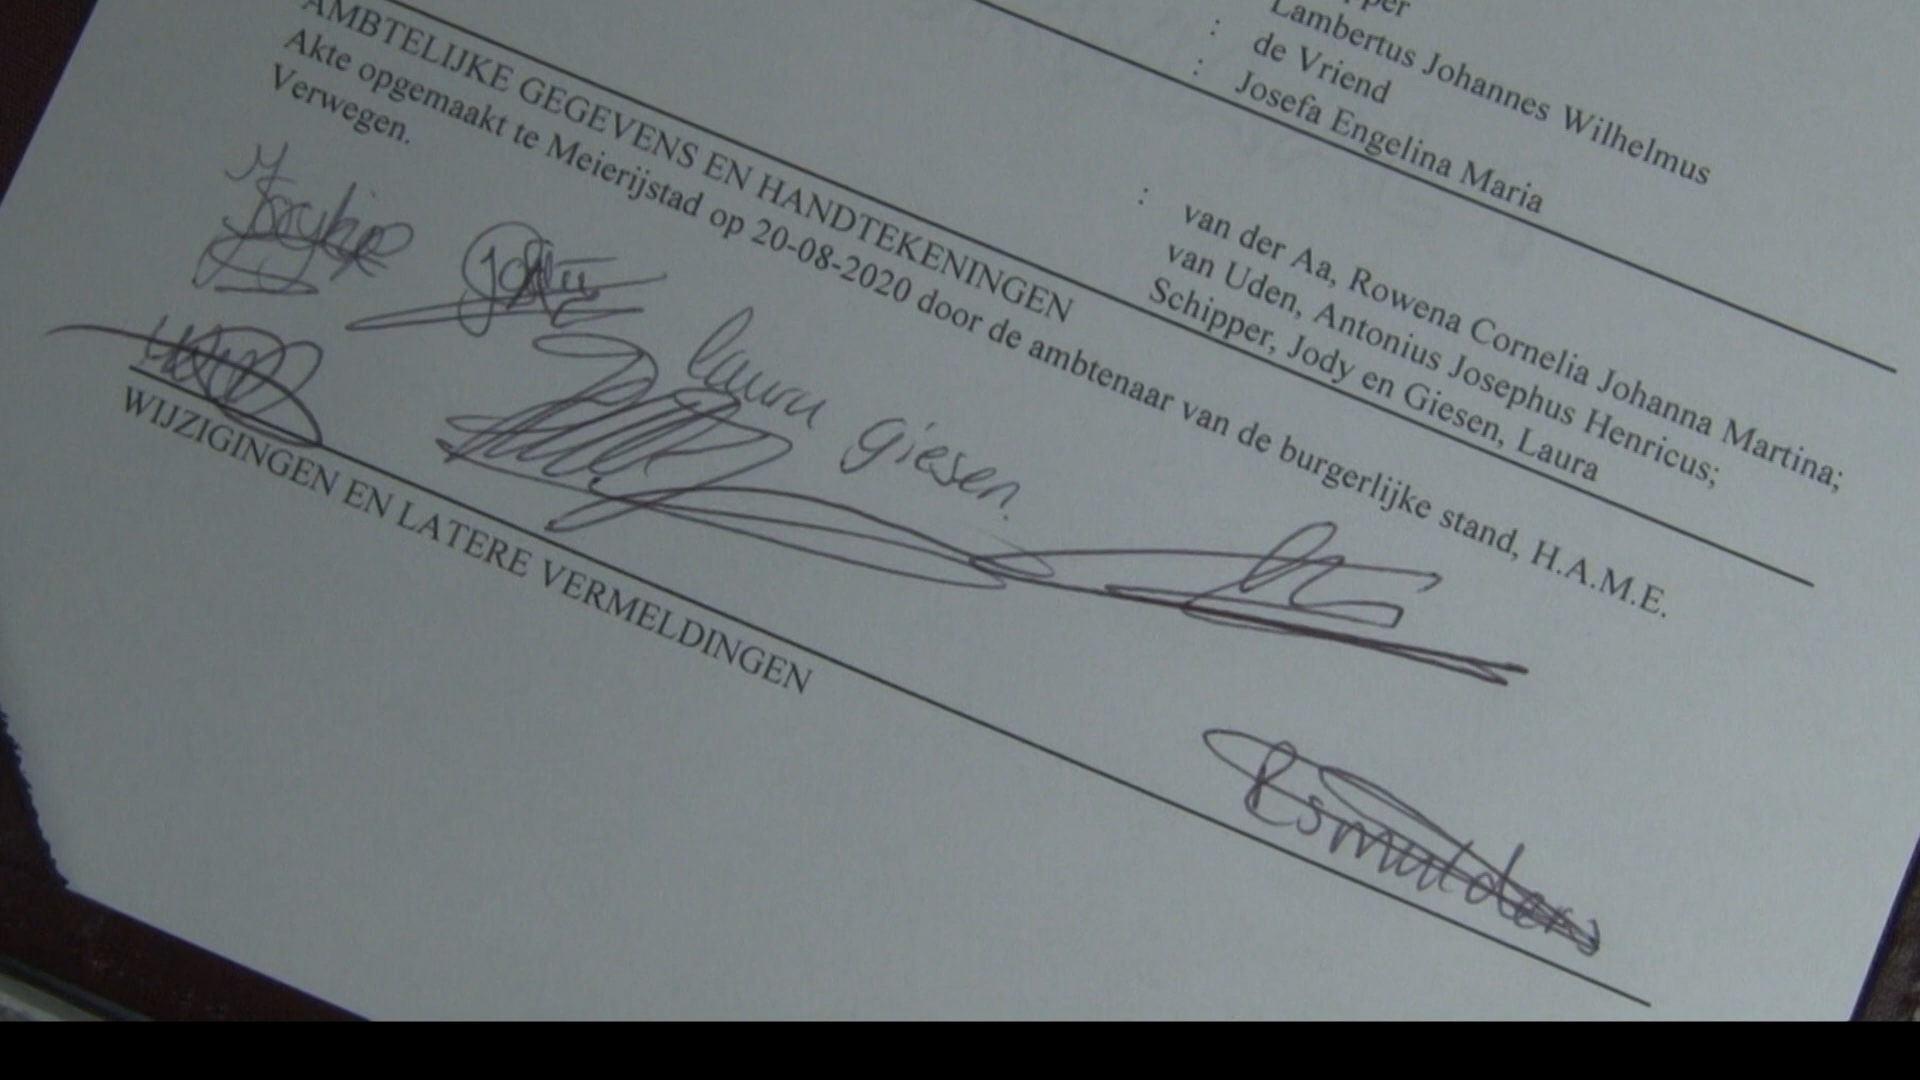 Lambertus Johannes Wilhelmus
: de Vriend
: Josefa Engelina Maria
: van der Aa, Rowena Cornelia Johanna Martina;
van Uden, Antonius Josephus Henricus;
Schipper, Jody en Giesen, Laura
AMBTELIJKE GEGEVENS EN HANDTEKENINGEN
Akte opgemaakt te Meierijstad op 20-08-2020 door de ambtenaar van de burgerlijke stand, H.A.M.E.
Verwegen.
laura giesen.
Esmulders
WIJZIGINGEN EN LATERE VERMELDINGEN